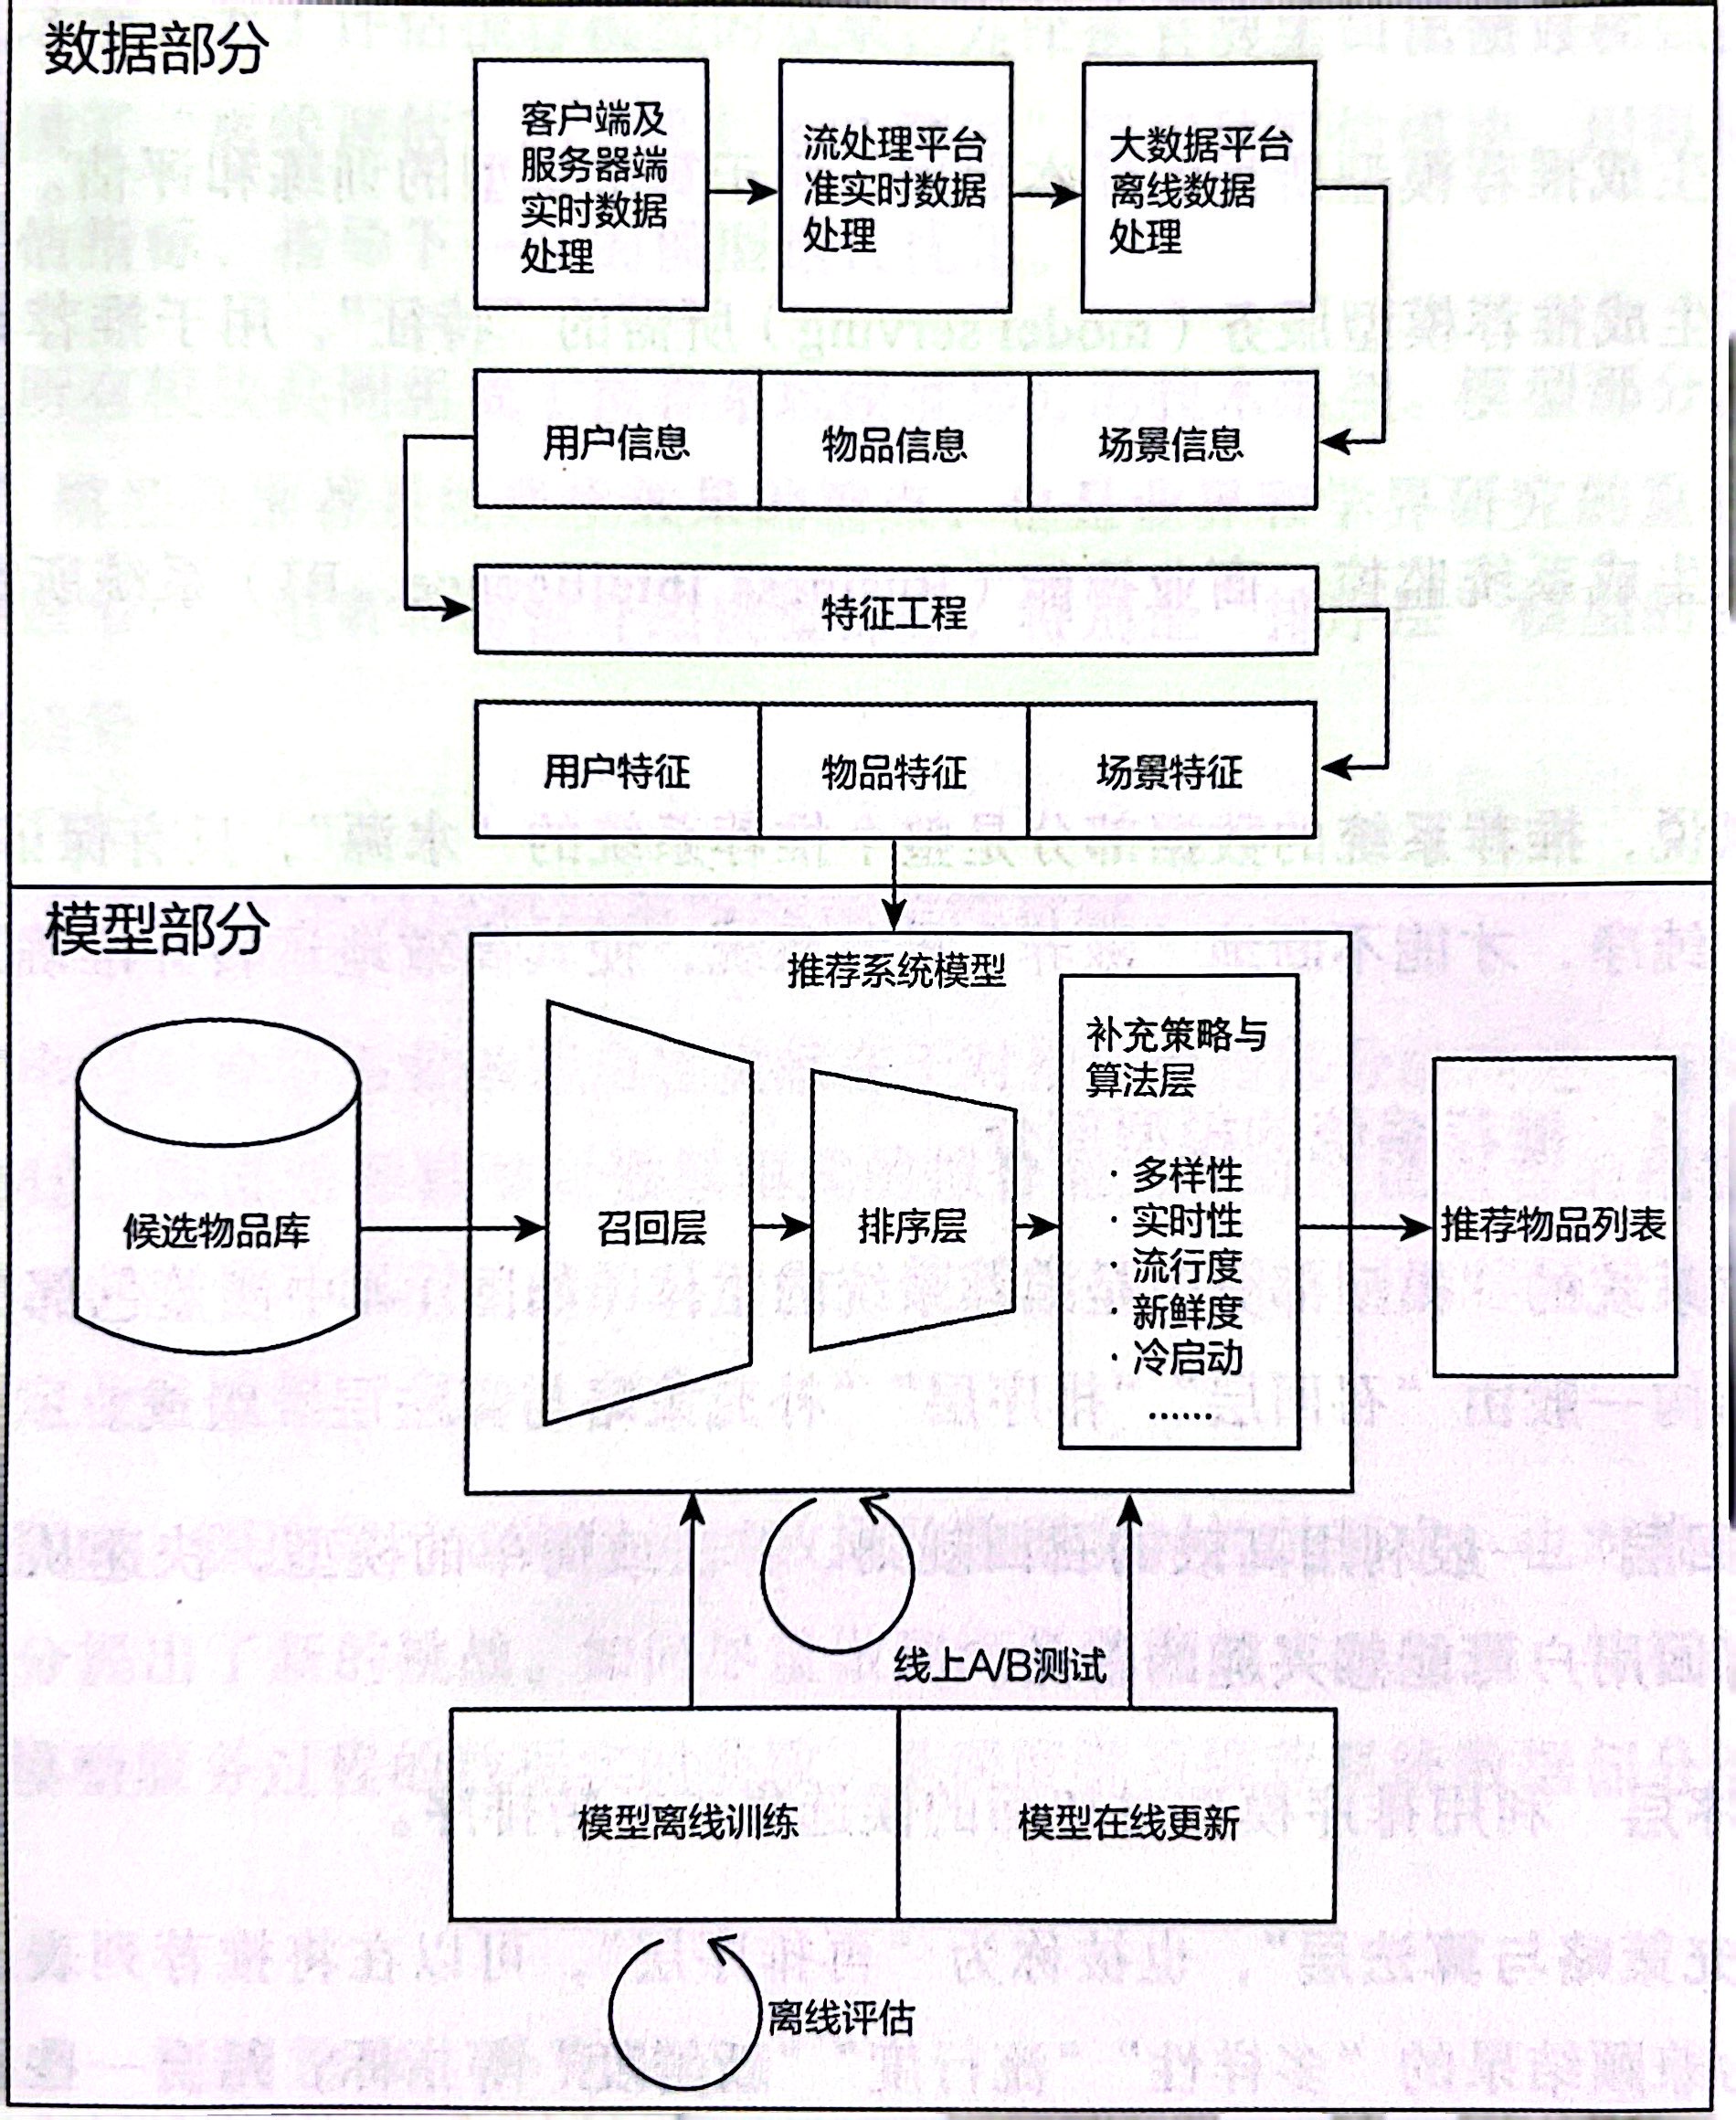 数据部分
客户端及
服务器端
实时数据
处理
流处理平台
准实时数据
处理
大数据平台
离线数据
处理
用户信息
物品信息
场景信息
特征工程
用户特征
物品特征
场景特征
模型部分
推荐系统模型
候选物品库
召回层
排序层
补充策略与
算法层
· 多样性
· 实时性
· 流行度
· 新鲜度
· 冷启动
……
推荐物品列表
线上A/B测试
模型离线训练
模型在线更新
离线评估